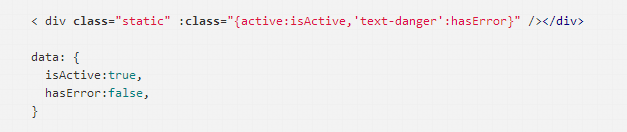 < div class="static" :class="{active:isActive,'text-danger':hasError}" /></div>
data: {
  isActive:true,
  hasError:false,
}